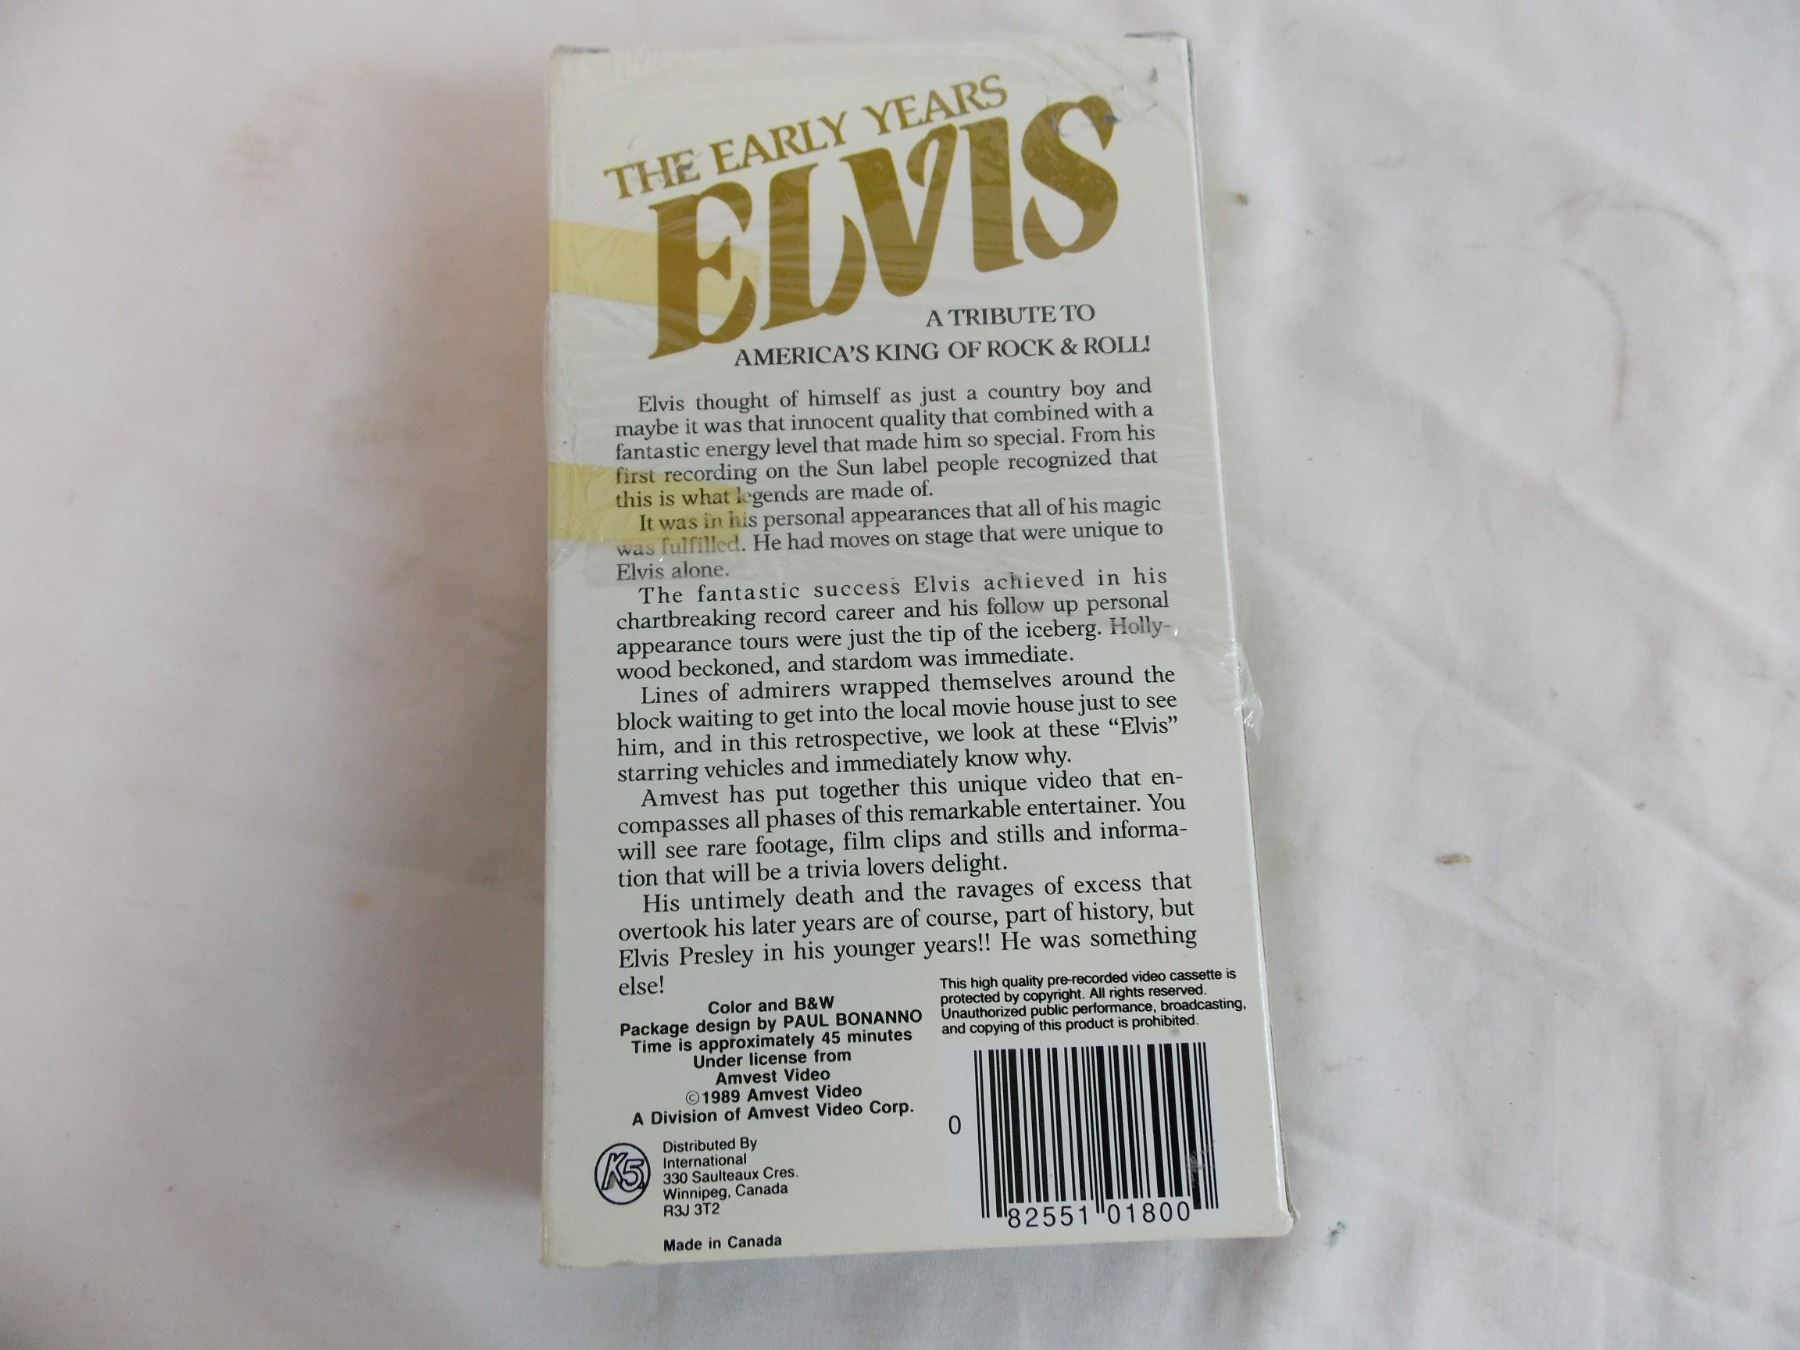 THE EARLY YEARS
ELVIS
A TRIBUTE TO
AMERICA'S KING OF ROCK & ROLL!
Elvis thought of himself as just a country boy and
maybe it was that innocent quality that combined with a
fantastic energy level that made him so special. From his
first recording on the Sun label people recognized that
this is what legends are made of.
It was in his personal appearances that all of his magic
was fulfilled. He had moves on stage that were unique to
Elvis alone.
The fantastic success Elvis achieved in his
chartbreaking record career and his follow up personal
appearance tours were just the tip of the iceberg. Holly-
wood beckoned, and stardom was immediate.
Lines of admirers wrapped themselves around the
block waiting to get into the local movie house just to see
him, and in this retrospective, we look at these “Elvis”
starring vehicles and immediately know why.
Amvest has put together this unique video that en-
compasses all phases of this remarkable entertainer. You
will see rare footage, film clips and stills and informa-
tion that will be a trivia lovers delight.
His untimely death and the ravages of excess that
overtook his later years are of course, part of history, but
Elvis Presley in his younger years!! He was something
else!
Color and B&W
Package design by PAUL BONANNO
Time is approximately 45 minutes
Under license from
Amvest Video
©1989 Amvest Video
A Division of Amvest Video Corp.
This high quality pre-recorded video cassette is
protected by copyright. All rights reserved.
Unauthorized public performance, broadcasting,
and copying of this product is prohibited.
K5
Distributed By
International
330 Saulteaux Cres.
Winnipeg, Canada
R3J 3T2
Made in Canada
0 82551 01800